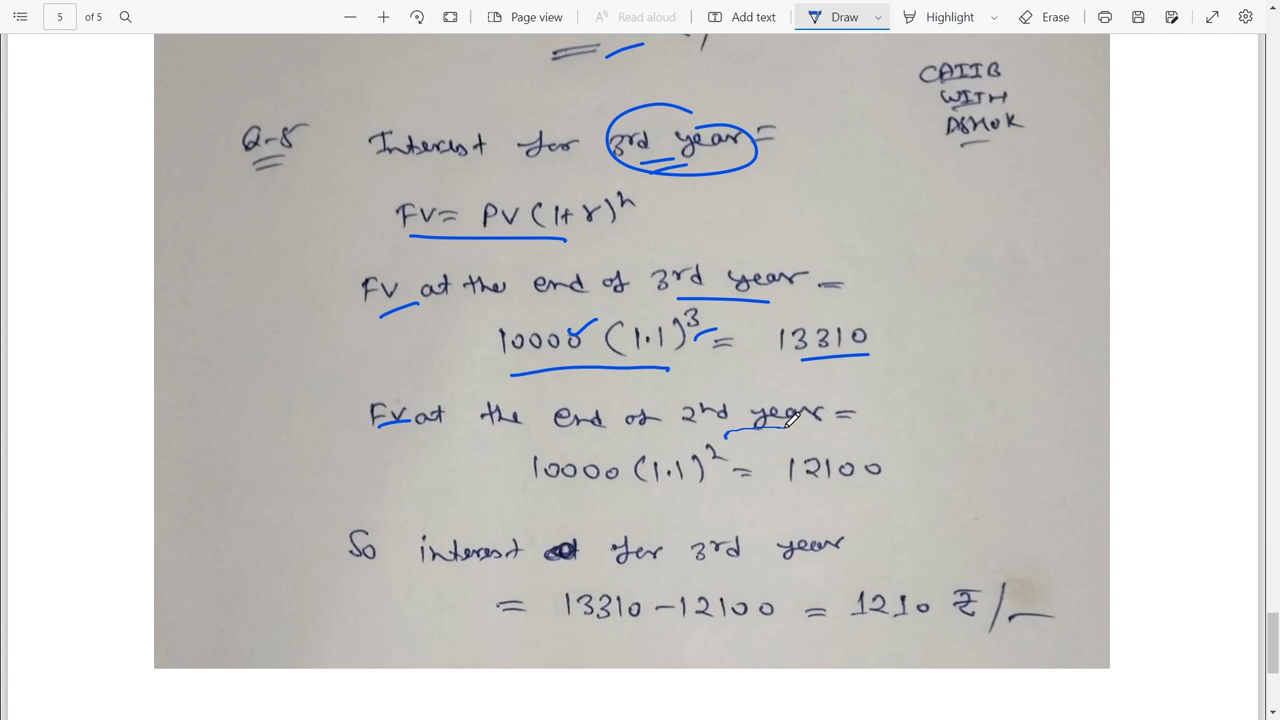 5 of 5 Page view Read aloud Add text Draw Highlight Erase
CAIIB
WITH
ASHOK
Q-5 Interest for 3rd year =
FV = PV (1+r)^n
FV at the end of 3rd year =
10000 (1.1)^3 = 13310
FV at the end of 2nd year =
10000 (1.1)^2 = 12100
So interest for 3rd year
= 13310 - 12100 = 1210 ₹/-